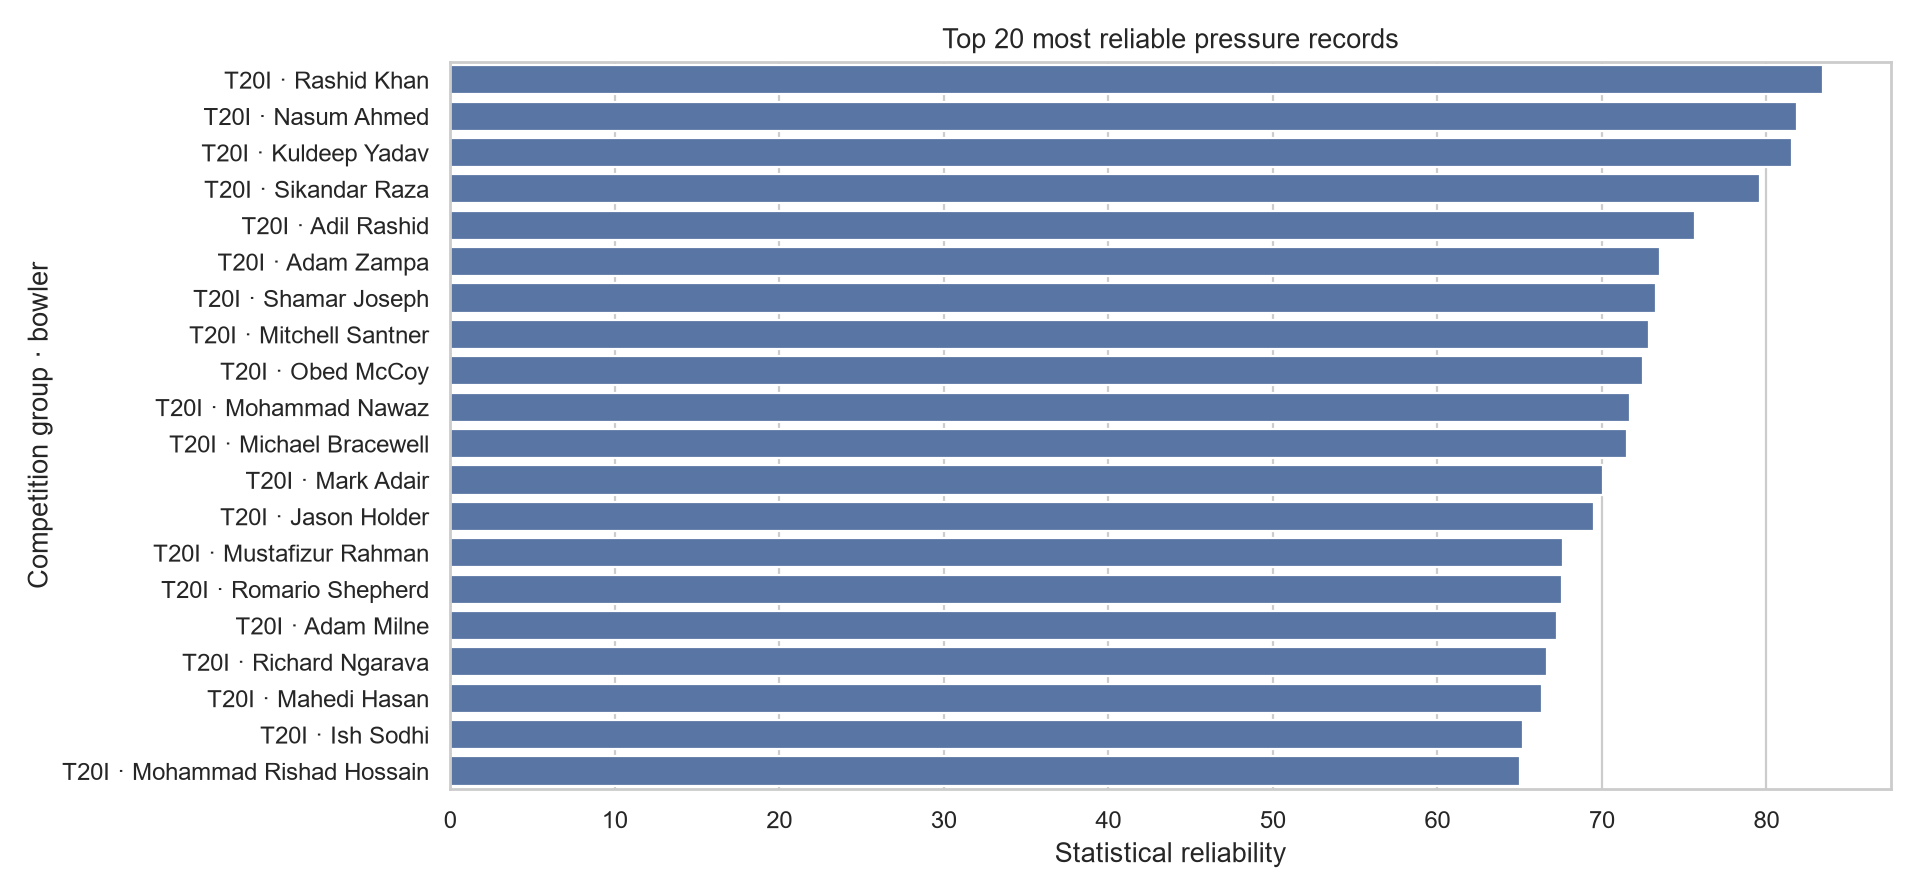 Top 20 most reliable pressure records
Competition group · bowler
T20I · Rashid Khan
T20I · Nasum Ahmed
T20I · Kuldeep Yadav
T20I · Sikandar Raza
T20I · Adil Rashid
T20I · Adam Zampa
T20I · Shamar Joseph
T20I · Mitchell Santner
T20I · Obed McCoy
T20I · Mohammad Nawaz
T20I · Michael Bracewell
T20I · Mark Adair
T20I · Jason Holder
T20I · Mustafizur Rahman
T20I · Romario Shepherd
T20I · Adam Milne
T20I · Richard Ngarava
T20I · Mahedi Hasan
T20I · Ish Sodhi
T20I · Mohammad Rishad Hossain
0 10 20 30 40 50 60 70 80
Statistical reliability